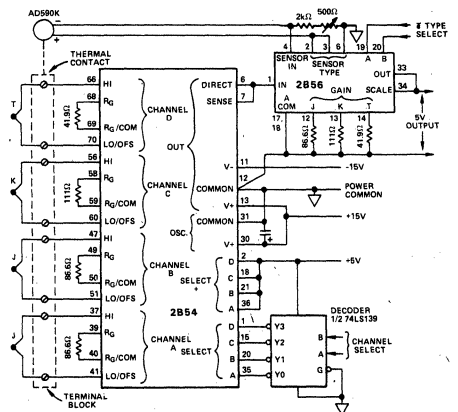 AD590K
2kΩ 500Ω
γ TYPE
SELECT
4 2 3 6 19 20
A B
SENSOR
IN
SENSOR
TYPE
2B56
OUT
33
SCALE
34
5V
OUTPUT
1 IN
A
COM
GAIN
J K T
17
18
12 13 14
86.6Ω
111Ω
41.9Ω
THERMAL
CONTACT
T
66 HI
68 RG
41.9Ω
69 RG/COM
70 LO/OFS
CHANNEL
D
DIRECT 6
SENSE 7
OUT
K
56 HI
58 RG
111Ω
59 RG/COM
60 LO/OFS
CHANNEL
C
V- 11
-15V
12
COMMON
POWER
COMMON
V+ 13
OSC.
COMMON 31
+15V
V+ 30
J
47 HI
49 RG
86.6Ω
50 RG/COM
51 LO/OFS
CHANNEL
B
SELECT
+
D 2
C 18
B 21
A 36
+5V
2B54
J
37 HI
39 RG
86.6Ω
40 RG/COM
41 LO/OFS
CHANNEL
A
SELECT
-
D 1
C 15
B 20
A 35
DECODER
1/2 74LS139
Y3
Y2
Y1
Y0
B
A
G
CHANNEL
SELECT
TERMINAL
BLOCK